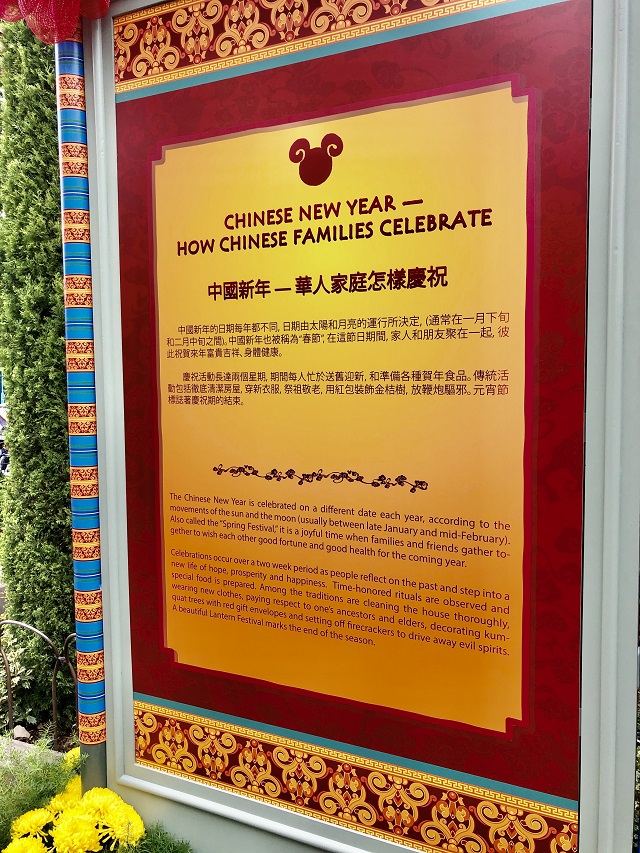 CHINESE NEW YEAR —
HOW CHINESE FAMILIES CELEBRATE
中國新年 — 華人家庭怎樣慶祝
中國新年的日期每年都不同, 日期由太陽和月亮的運行所決定, (通常在一月下旬
和二月中旬之間)。中國新年也被稱為“春節”, 在這節日期間, 家人和朋友聚在一起, 彼
此祝賀來年富貴吉祥、身體健康。
慶祝活動長達兩個星期, 期間每人忙於送舊迎新, 和準備各種賀年食品。傳統活
動包括徹底清潔房屋, 穿新衣服, 祭祖敬老, 用紅包裝飾金桔樹, 放鞭炮驅邪。元宵節
標誌著慶祝期的結束。
The Chinese New Year is celebrated on a different date each year, according to the
movements of the sun and the moon (usually between late January and mid-February).
Also called the “Spring Festival,” it is a joyful time when families and friends gather to-
gether to wish each other good fortune and good health for the coming year.
Celebrations occur over a two week period as people reflect on the past and step into a
new life of hope, prosperity and happiness. Time-honored rituals are observed and
special food is prepared. Among the traditions are cleaning the house thoroughly,
wearing new clothes, paying respect to one's ancestors and elders, decorating kum-
quat trees with red gift envelopes and setting off firecrackers to drive away evil spirits.
A beautiful Lantern Festival marks the end of the season.